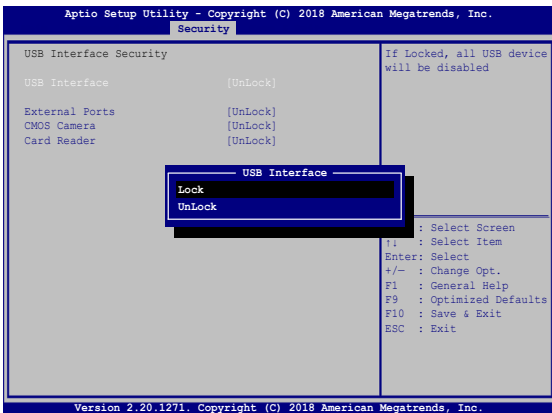 Aptio Setup Utility - Copyright (C) 2018 American Megatrends, Inc.
Security
USB Interface Security
USB Interface [UnLock]
External Ports [UnLock]
CMOS Camera [UnLock]
Card Reader [UnLock]
If Locked, all USB device
will be disabled
USB Interface
Lock
UnLock
: Select Screen
↑↓ : Select Item
Enter: Select
+/— : Change Opt.
F1 : General Help
F9 : Optimized Defaults
F10 : Save & Exit
ESC : Exit
Version 2.20.1271. Copyright (C) 2018 American Megatrends, Inc.